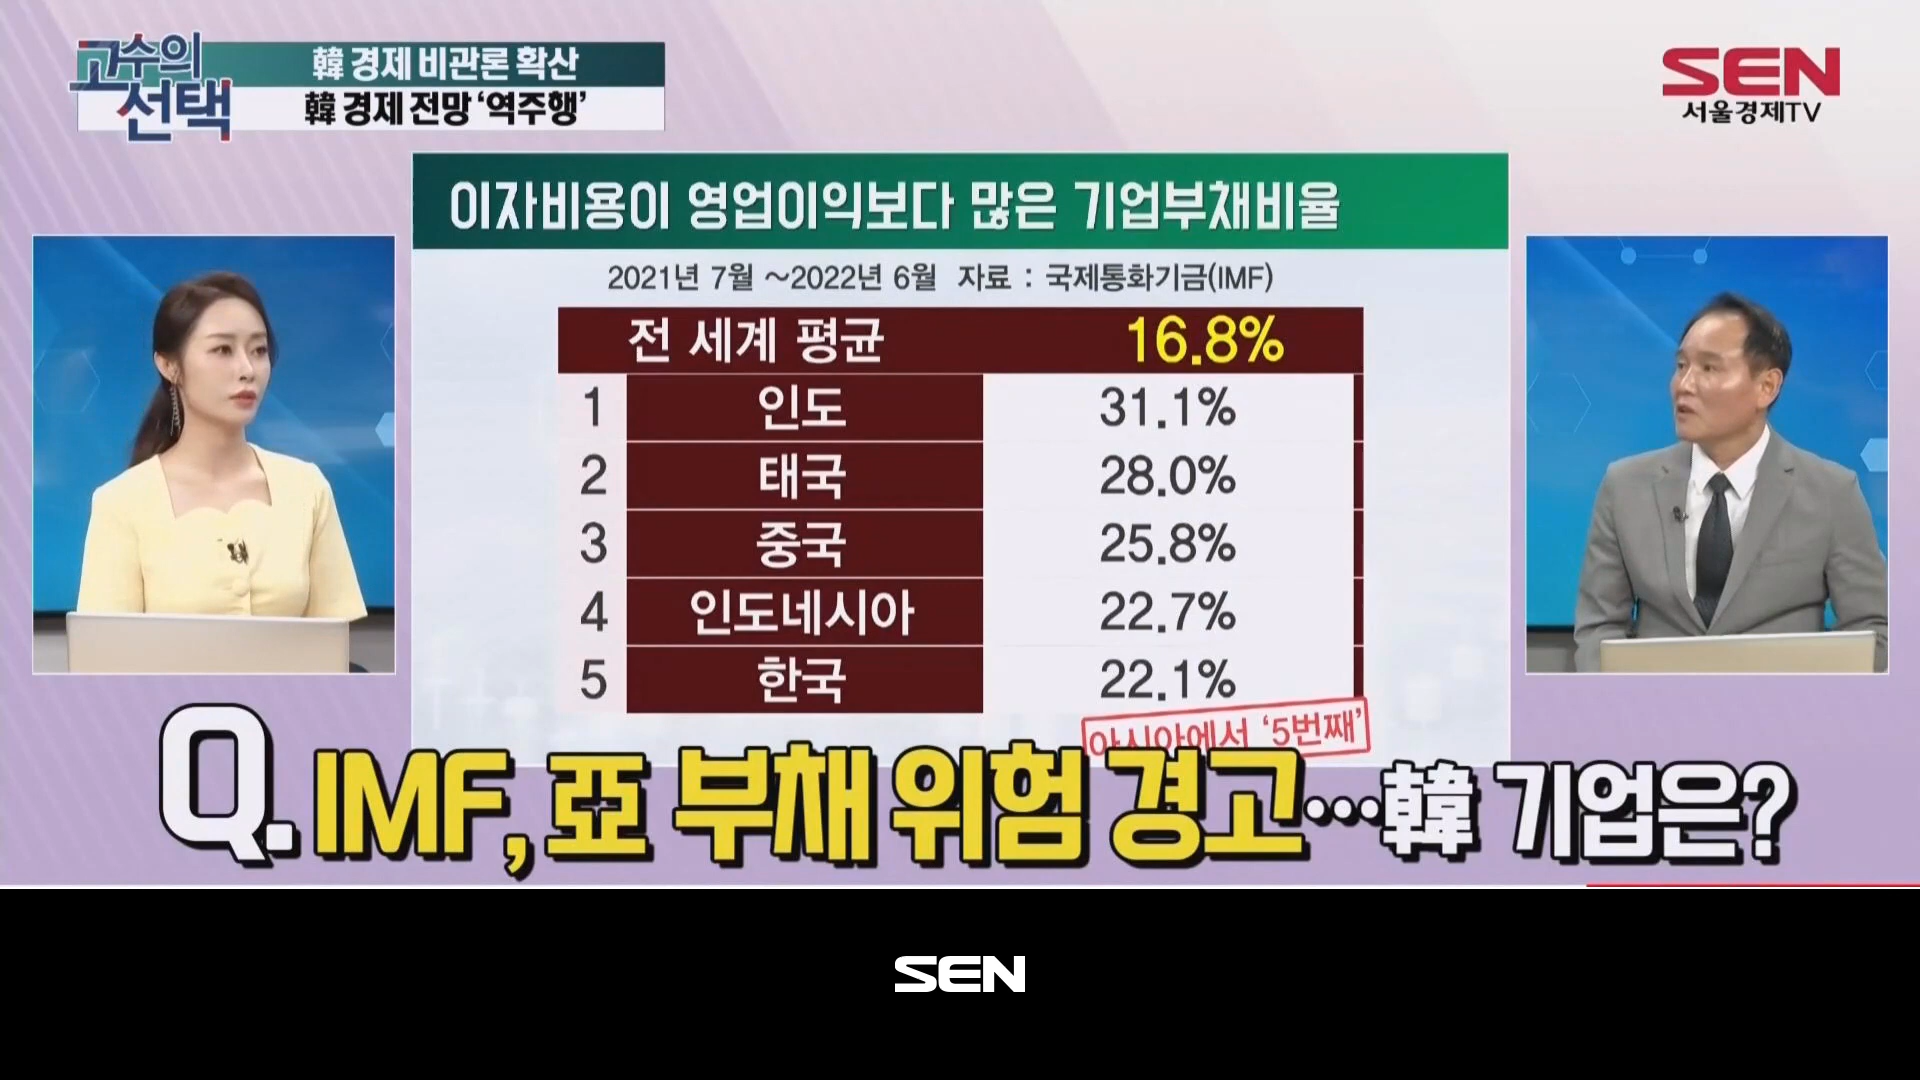 고수의
선택
韓 경제 비관론 확산
韓 경제 전망 ‘역주행’
SEN
서울경제TV
이자비용이 영업이익보다 많은 기업부채비율
2021년 7월 ~2022년 6월 자료 : 국제통화기금(IMF)
전 세계 평균 16.8%
1 인도 31.1%
2 태국 28.0%
3 중국 25.8%
4 인도네시아 22.7%
5 한국 22.1%
아시아에서 ‘5번째’
Q. IMF, 亞 부채 위험 경고…韓 기업은?
SEN